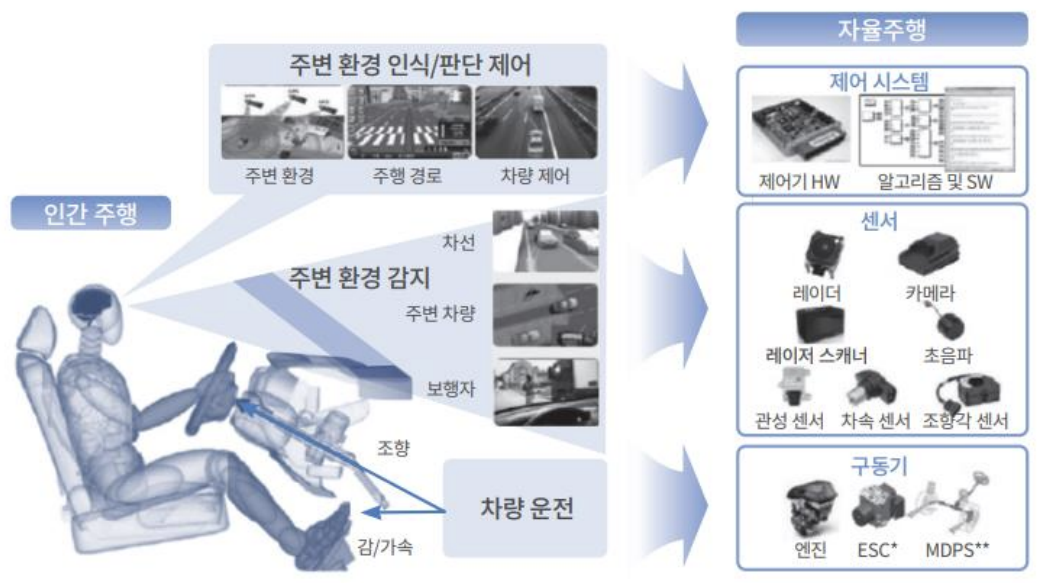 자율주행
주변 환경 인식/판단 제어
주변 환경
주행 경로
차량 제어
제어 시스템
제어기 HW
알고리즘 및 SW
인간 주행
주변 환경 감지
차선
주변 차량
보행자
센서
레이더
카메라
레이저 스캐너
초음파
관성 센서
차속 센서
조향각 센서
조향
차량 운전
감/가속
구동기
엔진
ESC*
MDPS**